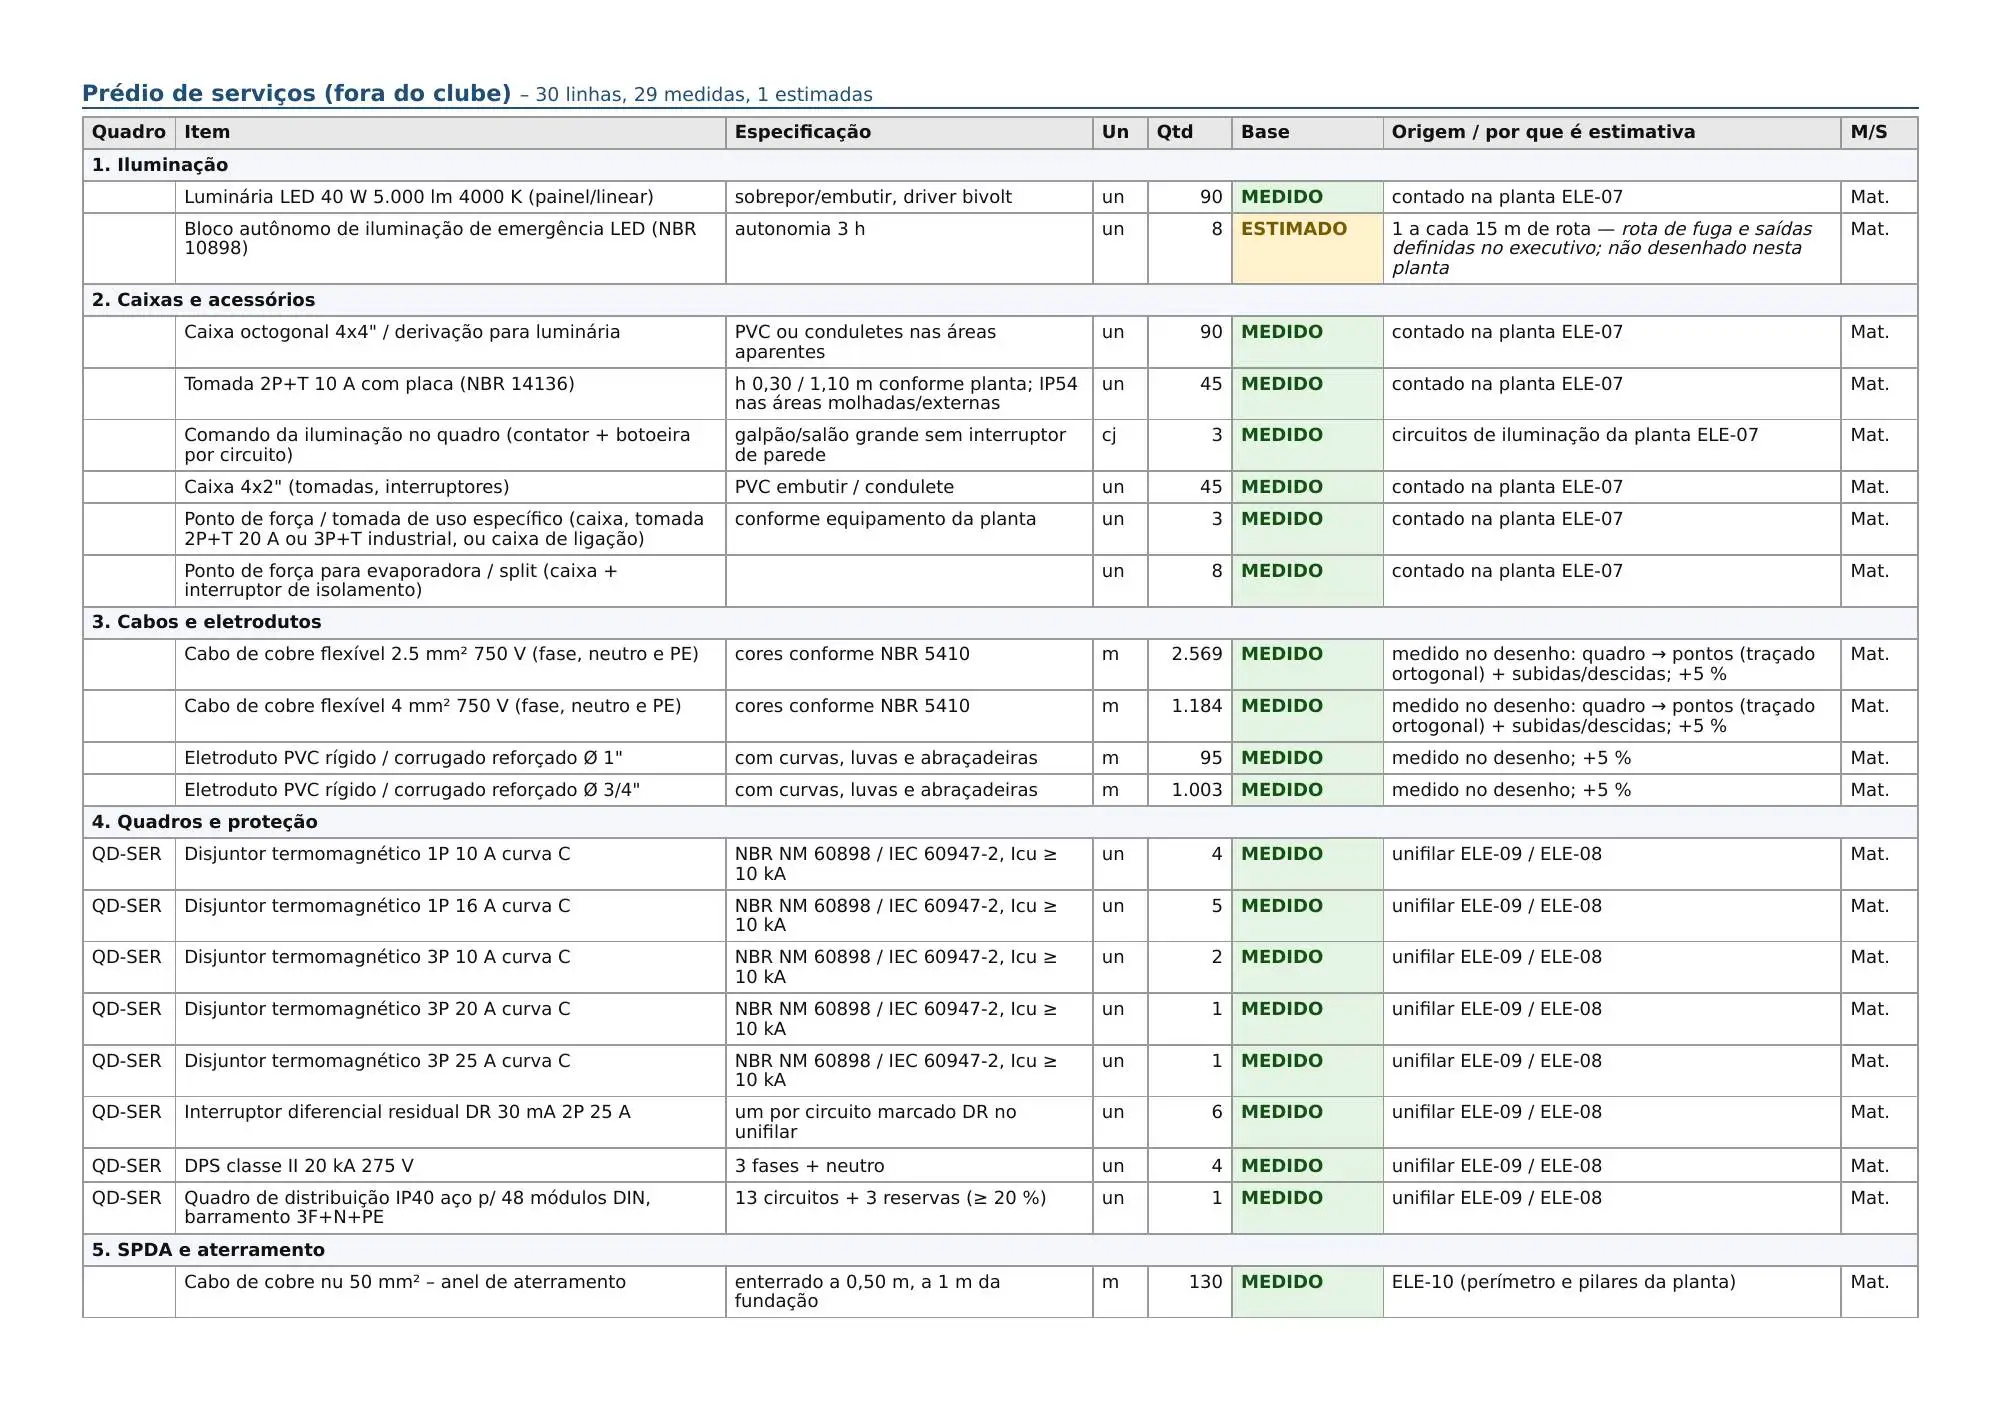 Prédio de serviços (fora do clube) – 30 linhas, 29 medidas, 1 estimadas
Quadro Item Especificação Un Qtd Base Origem / por que é estimativa M/S
1. Iluminação
Luminária LED 40 W 5.000 lm 4000 K (painel/linear) sobrepor/embutir, driver bivolt un 90 MEDIDO contado na planta ELE-07 Mat.
Bloco autônomo de iluminação de emergência LED (NBR autonomia 3 h un 8 ESTIMADO 1 a cada 15 m de rota — rota de fuga e saídas Mat.
10898) definidas no executivo; não desenhado nesta
planta
2. Caixas e acessórios
Caixa octogonal 4x4" / derivação para luminária PVC ou conduletes nas áreas un 90 MEDIDO contado na planta ELE-07 Mat.
aparentes
Tomada 2P+T 10 A com placa (NBR 14136) h 0,30 / 1,10 m conforme planta; IP54 un 45 MEDIDO contado na planta ELE-07 Mat.
nas áreas molhadas/externas
Comando da iluminação no quadro (contator + botoeira galpão/salão grande sem interruptor cj 3 MEDIDO circuitos de iluminação da planta ELE-07 Mat.
por circuito) de parede
Caixa 4x2" (tomadas, interruptores) PVC embutir / condulete un 45 MEDIDO contado na planta ELE-07 Mat.
Ponto de força / tomada de uso específico (caixa, tomada conforme equipamento da planta un 3 MEDIDO contado na planta ELE-07 Mat.
2P+T 20 A ou 3P+T industrial, ou caixa de ligação)
Ponto de força para evaporadora / split (caixa + un 8 MEDIDO contado na planta ELE-07 Mat.
interruptor de isolamento)
3. Cabos e eletrodutos
Cabo de cobre flexível 2.5 mm² 750 V (fase, neutro e PE) cores conforme NBR 5410 m 2.569 MEDIDO medido no desenho: quadro → pontos (traçado Mat.
ortogonal) + subidas/descidas; +5 %
Cabo de cobre flexível 4 mm² 750 V (fase, neutro e PE) cores conforme NBR 5410 m 1.184 MEDIDO medido no desenho: quadro → pontos (traçado Mat.
ortogonal) + subidas/descidas; +5 %
Eletroduto PVC rígido / corrugado reforçado Ø 1" com curvas, luvas e abraçadeiras m 95 MEDIDO medido no desenho; +5 % Mat.
Eletroduto PVC rígido / corrugado reforçado Ø 3/4" com curvas, luvas e abraçadeiras m 1.003 MEDIDO medido no desenho; +5 % Mat.
4. Quadros e proteção
QD-SER Disjuntor termomagnético 1P 10 A curva C NBR NM 60898 / IEC 60947-2, Icu ≥ un 4 MEDIDO unifilar ELE-09 / ELE-08 Mat.
10 kA
QD-SER Disjuntor termomagnético 1P 16 A curva C NBR NM 60898 / IEC 60947-2, Icu ≥ un 5 MEDIDO unifilar ELE-09 / ELE-08 Mat.
10 kA
QD-SER Disjuntor termomagnético 3P 10 A curva C NBR NM 60898 / IEC 60947-2, Icu ≥ un 2 MEDIDO unifilar ELE-09 / ELE-08 Mat.
10 kA
QD-SER Disjuntor termomagnético 3P 20 A curva C NBR NM 60898 / IEC 60947-2, Icu ≥ un 1 MEDIDO unifilar ELE-09 / ELE-08 Mat.
10 kA
QD-SER Disjuntor termomagnético 3P 25 A curva C NBR NM 60898 / IEC 60947-2, Icu ≥ un 1 MEDIDO unifilar ELE-09 / ELE-08 Mat.
10 kA
QD-SER Interruptor diferencial residual DR 30 mA 2P 25 A um por circuito marcado DR no un 6 MEDIDO unifilar ELE-09 / ELE-08 Mat.
unifilar
QD-SER DPS classe II 20 kA 275 V 3 fases + neutro un 4 MEDIDO unifilar ELE-09 / ELE-08 Mat.
QD-SER Quadro de distribuição IP40 aço p/ 48 módulos DIN, 13 circuitos + 3 reservas (≥ 20 %) un 1 MEDIDO unifilar ELE-09 / ELE-08 Mat.
barramento 3F+N+PE
5. SPDA e aterramento
Cabo de cobre nu 50 mm² – anel de aterramento enterrado a 0,50 m, a 1 m da m 130 MEDIDO ELE-10 (perímetro e pilares da planta) Mat.
fundação